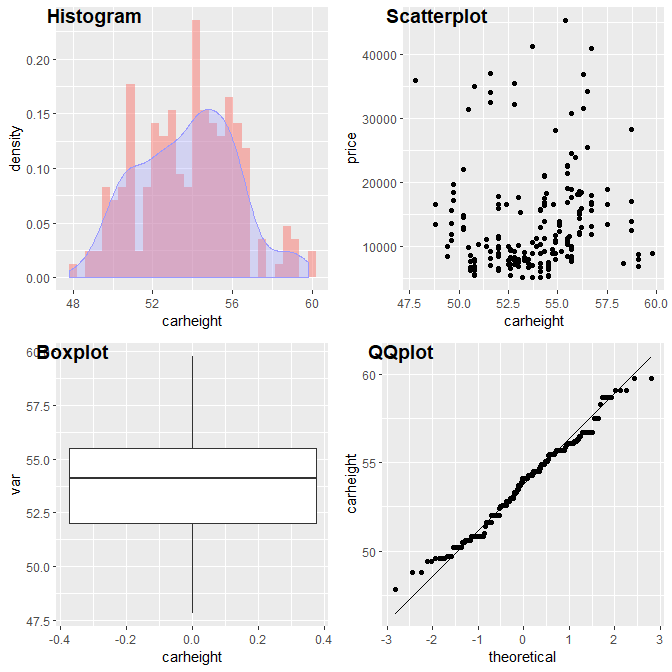 Histogram
density
0.20
0.15
0.10
0.05
0.00
48 52 56 60
carheight
Scatterplot
price
40000
30000
20000
10000
47.5 50.0 52.5 55.0 57.5 60.0
carheight
Boxplot
var
60.0
57.5
55.0
52.5
50.0
47.5
-0.4 -0.2 0.0 0.2 0.4
carheight
QQplot
carheight
60
55
50
-3 -2 -1 0 1 2 3
theoretical